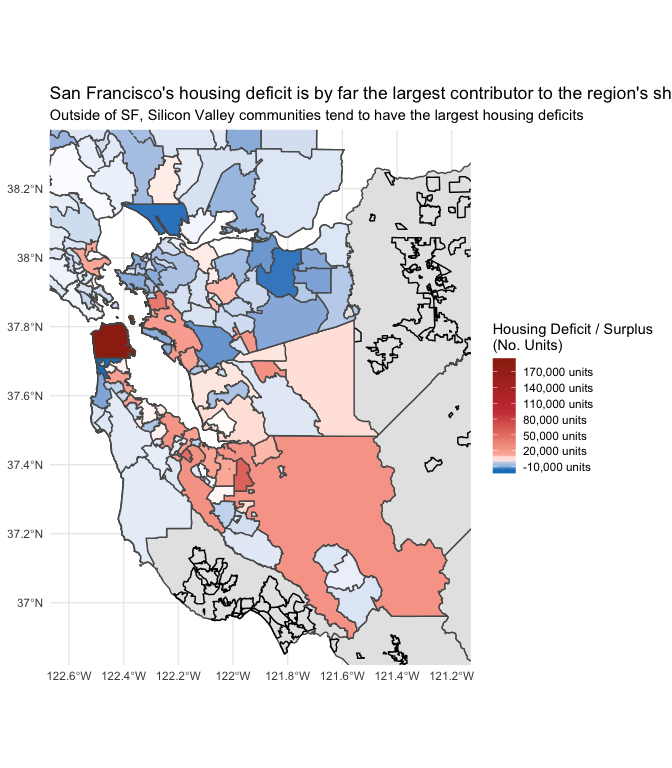 San Francisco's housing deficit is by far the largest contributor to the region's sh
Outside of SF, Silicon Valley communities tend to have the largest housing deficits
38.2°N
38°N
37.8°N
37.6°N
37.4°N
37.2°N
37°N
122.6°W 122.4°W 122.2°W 122°W 121.8°W 121.6°W 121.4°W 121.2°W
Housing Deficit / Surplus
(No. Units)
170,000 units
140,000 units
110,000 units
80,000 units
50,000 units
20,000 units
-10,000 units